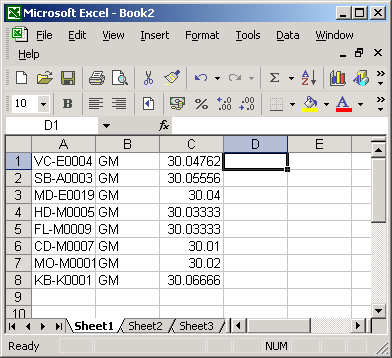 Microsoft Excel - Book2
File Edit View Insert Format Tools Data Window
Help
10 B
D1 fx
A B C D E
1 VC-E0004 GM 30.04762
2 SB-A0003 GM 30.05556
3 MD-E0019 GM 30.04
4 HD-M0005 GM 30.03333
5 FL-M0009 GM 30.03333
6 CD-M0007 GM 30.01
7 MO-M0001 GM 30.02
8 KB-K0001 GM 30.06666
9
10
Sheet1 Sheet2 Sheet3
Ready NUM